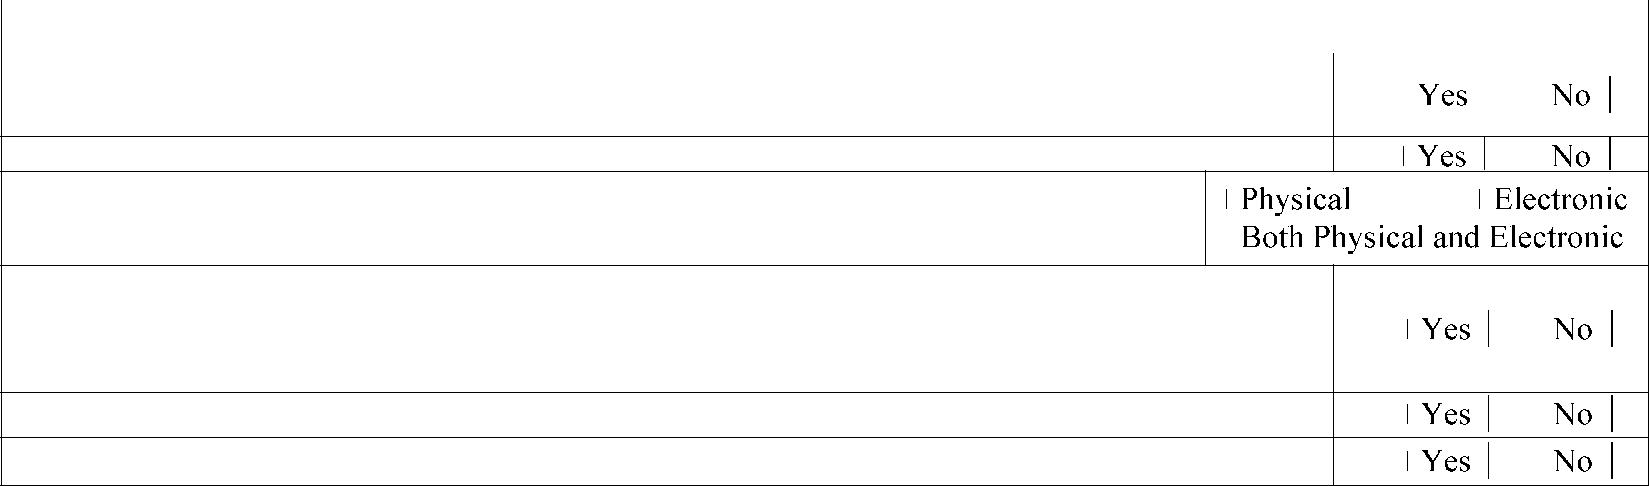 Yes No
Yes No
Physical Electronic
Both Physical and Electronic
Yes No
Yes No
Yes No